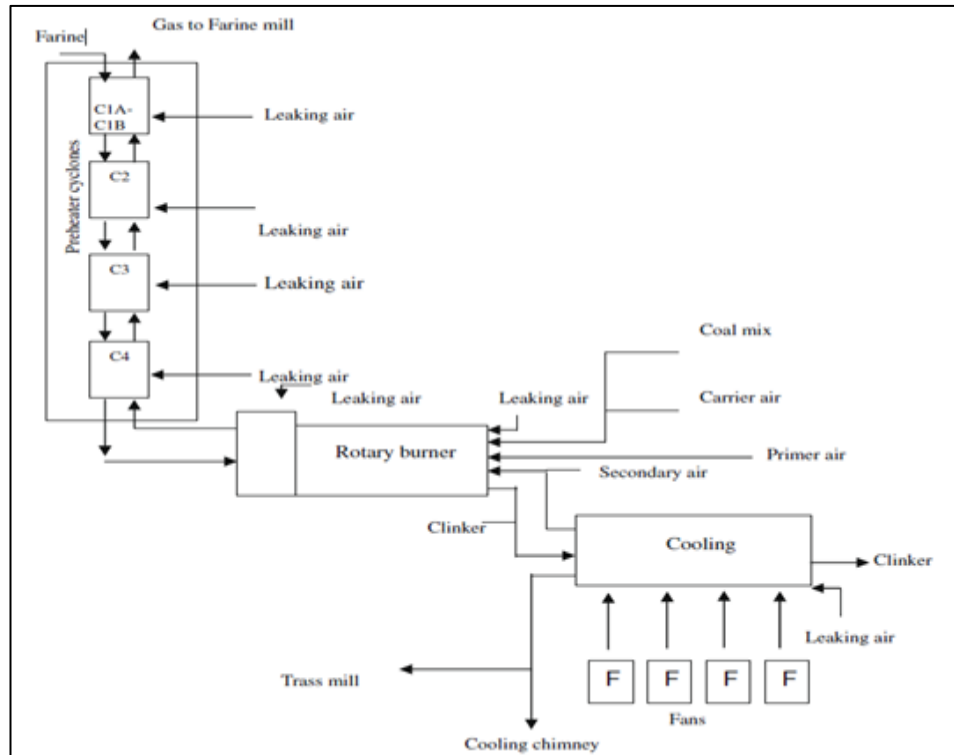 Gas to Farine mill
Farine
C1A-
C1B
Leaking air
Preheater cyclones
C2
Leaking air
C3
Leaking air
C4
Leaking air
Leaking air
Leaking air
Coal mix
Carrier air
Rotary burner
Primer air
Secondary air
Clinker
Cooling
Clinker
Leaking air
Trass mill
F
F
F
F
Fans
Cooling chimney